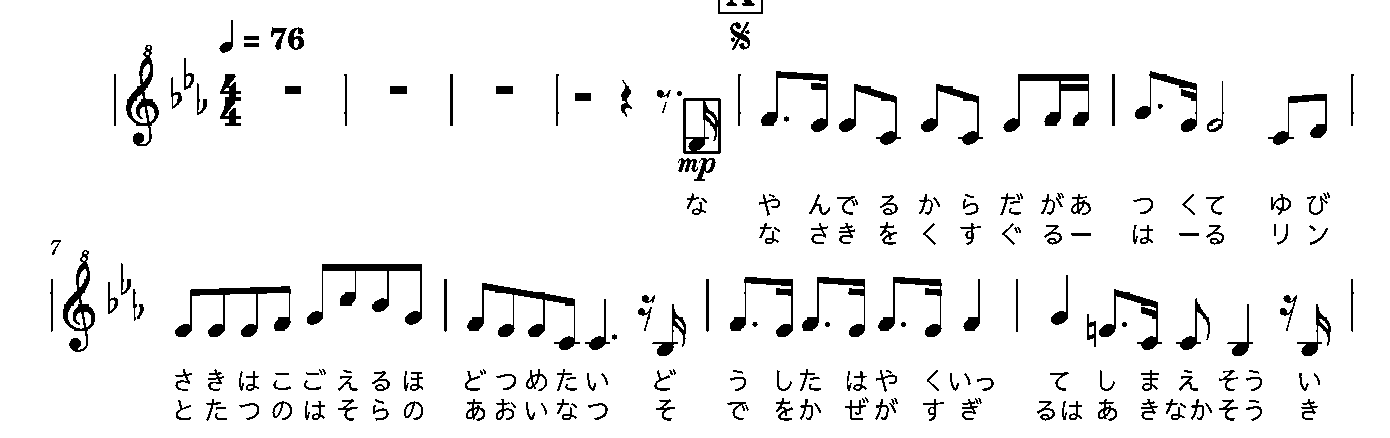 A
♩= 76
8
4
4
mp
な や んで る か ら だ があ つ くて ゆ び
な さき を く す ぐ るー は ーる リ ン
7
8
さ き は こ ご え る ほ ど つ め た い ど う し た は や く いっ て し ま え そう い
と た つ の は そ ら の あ お い な つ そ で をか ぜ が す ぎ るは あ きなか そう き